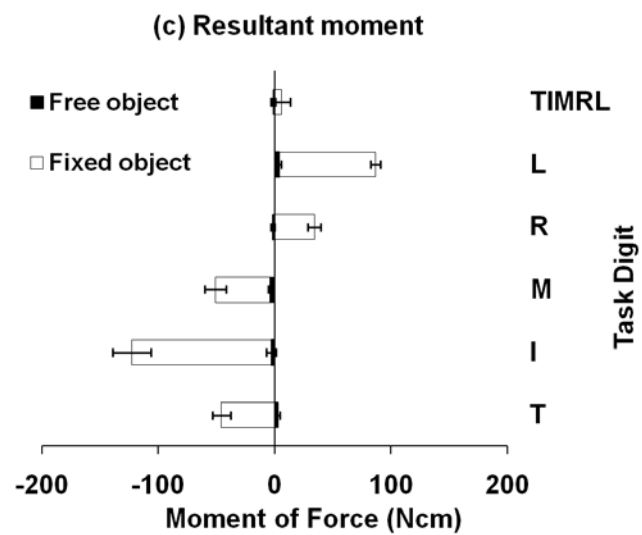 (c) Resultant moment
Free object
Fixed object
TIMRL
L
R
M
I
T
Task Digit
-200 -100 0 100 200
Moment of Force (Ncm)